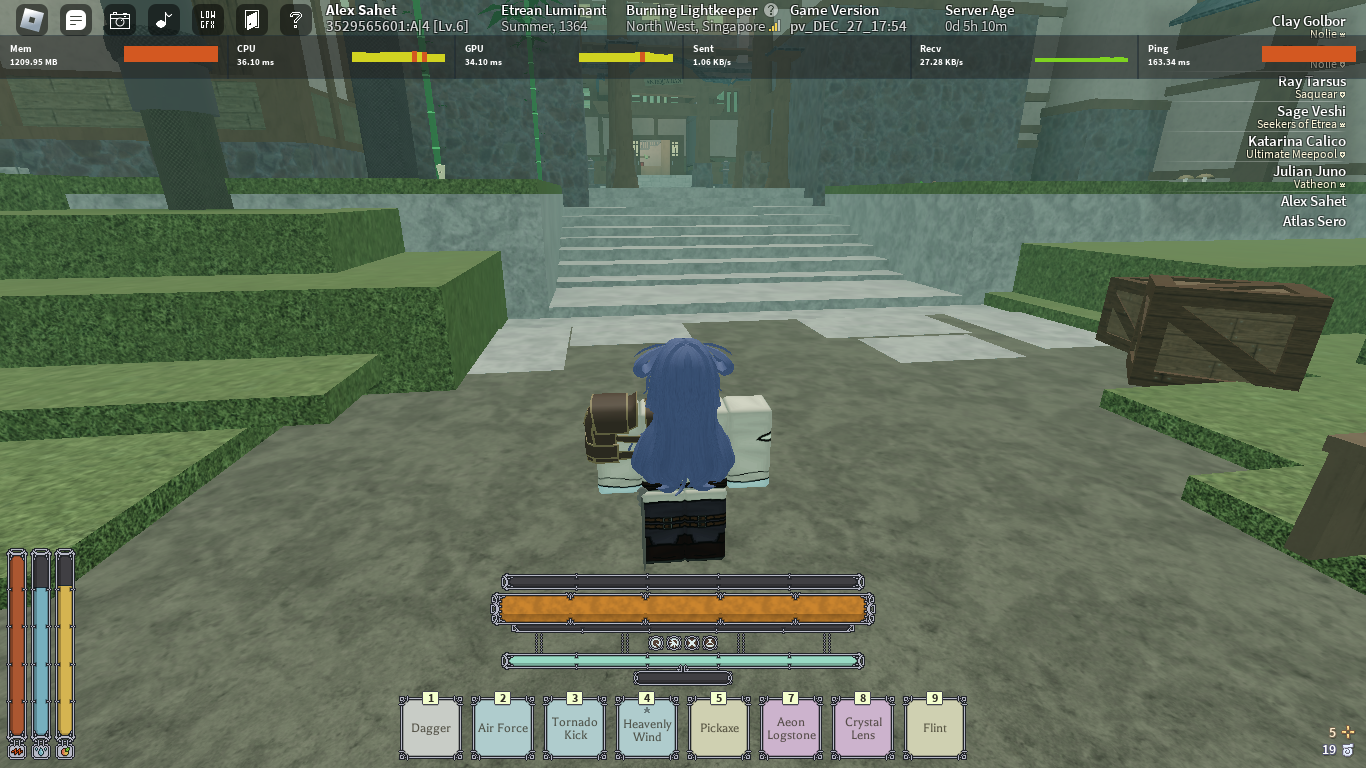 LOW
GFX
?
Alex Sahet
3529565601:A|4 [Lv.6]
Etrean Luminant
Summer, 1364
Burning Lightkeeper ?
North West, Singapore
Game Version
pv_DEC_27_17:54
Server Age
0d 5h 10m
Mem
1209.95 MB
CPU
36.10 ms
GPU
34.10 ms
Sent
1.06 KB/s
Recv
27.28 KB/s
Ping
163.34 ms
Clay Golbor
Nolie
Nolie
Ray Tarsus
Saquear
Sage Veshi
Seekers of Etrea
Katarina Calico
Ultimate Meepool
Julian Juno
Vatheon
Alex Sahet
Atlas Sero
1
Dagger
2
Air Force
3
Tornado
Kick
4
*
Heavenly
Wind
5
Pickaxe
7
Aeon
Logstone
8
Crystal
Lens
9
Flint
5
19